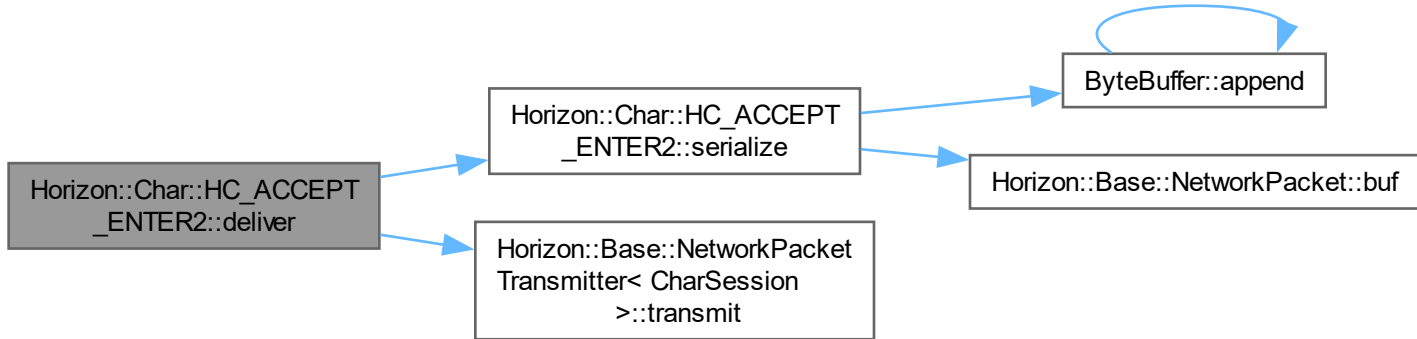 Horizon::Char::HC_ACCEPT
_ENTER2::deliver
Horizon::Char::HC_ACCEPT
_ENTER2::serialize
Horizon::Base::NetworkPacket
Transmitter< CharSession
>::transmit
ByteBuffer::append
Horizon::Base::NetworkPacket::buf